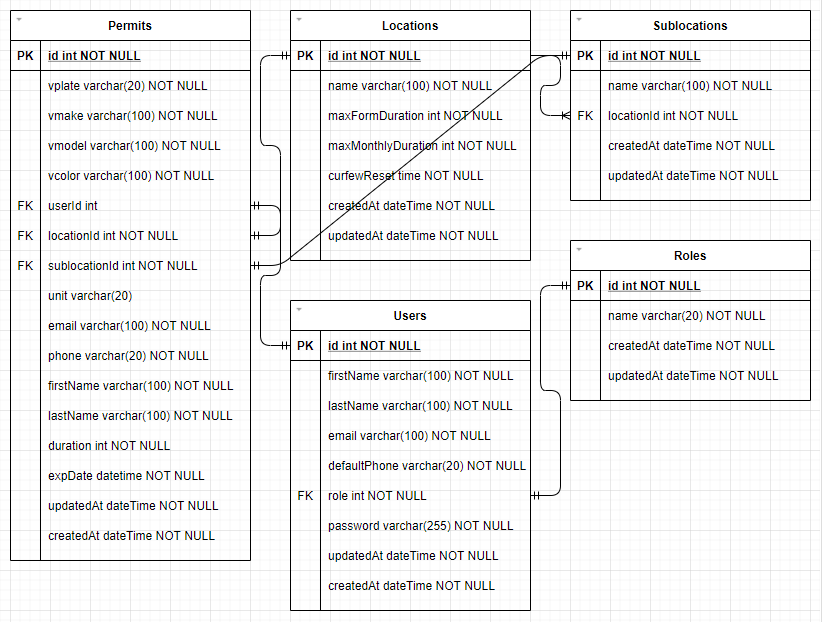 Permits
PK id int NOT NULL
vplate varchar(20) NOT NULL
vmake varchar(100) NOT NULL
vmodel varchar(100) NOT NULL
vcolor varchar(100) NOT NULL
FK userId int
FK locationId int NOT NULL
FK sublocationId int NOT NULL
unit varchar(20)
email varchar(100) NOT NULL
phone varchar(20) NOT NULL
firstName varchar(100) NOT NULL
lastName varchar(100) NOT NULL
duration int NOT NULL
expDate datetime NOT NULL
updatedAt dateTime NOT NULL
createdAt dateTime NOT NULL
Locations
PK id int NOT NULL
name varchar(100) NOT NULL
maxFormDuration int NOT NULL
maxMonthlyDuration int NOT NULL
curfewReset time NOT NULL
createdAt dateTime NOT NULL
updatedAt dateTime NOT NULL
Sublocations
PK id int NOT NULL
name varchar(100) NOT NULL
FK locationId int NOT NULL
createdAt dateTime NOT NULL
updatedAt dateTime NOT NULL
Users
PK id int NOT NULL
firstName varchar(100) NOT NULL
lastName varchar(100) NOT NULL
email varchar(100) NOT NULL
defaultPhone varchar(20) NOT NULL
FK role int NOT NULL
password varchar(255) NOT NULL
updatedAt dateTime NOT NULL
createdAt dateTime NOT NULL
Roles
PK id int NOT NULL
name varchar(20) NOT NULL
createdAt dateTime NOT NULL
updatedAt dateTime NOT NULL